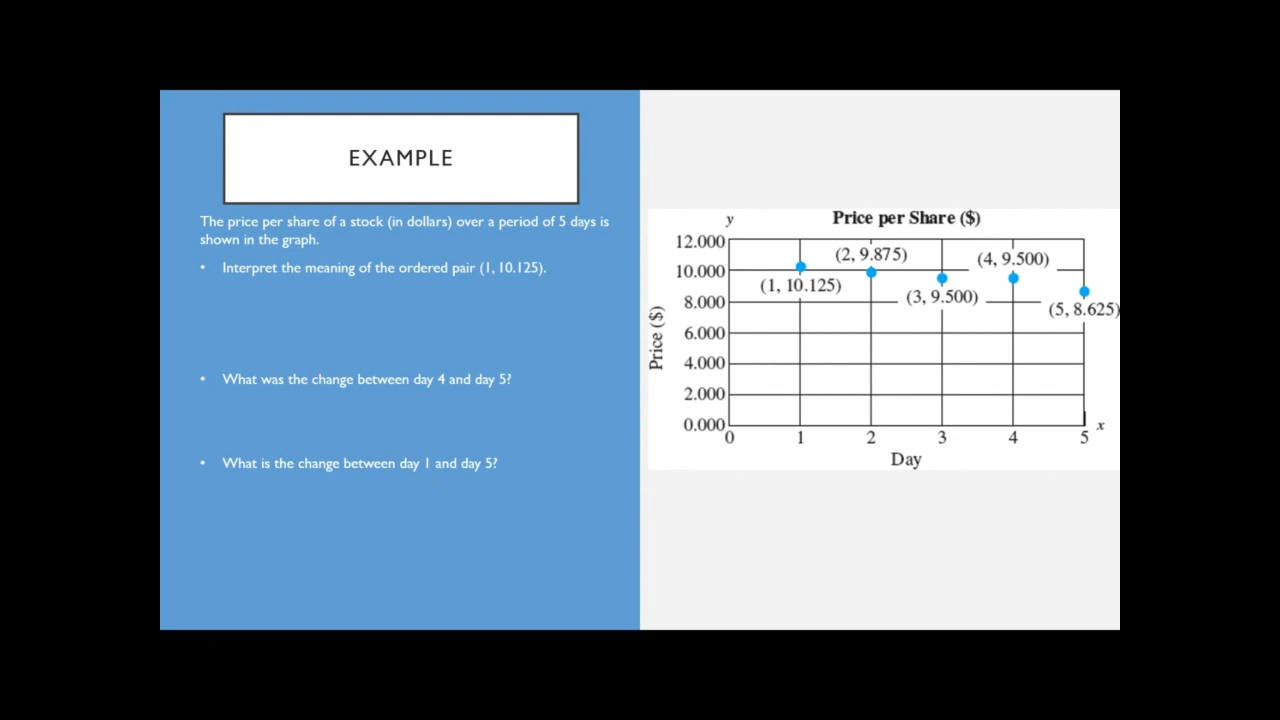 EXAMPLE
The price per share of a stock (in dollars) over a period of 5 days is
shown in the graph.
• Interpret the meaning of the ordered pair (1, 10.125).
• What was the change between day 4 and day 5?
• What is the change between day 1 and day 5?
y
Price per Share ($)
12.000
10.000
8.000
6.000
4.000
2.000
0.000
Price ($)
(1, 10.125)
(2, 9.875)
(3, 9.500)
(4, 9.500)
(5, 8.625)
0 1 2 3 4 5 x
Day